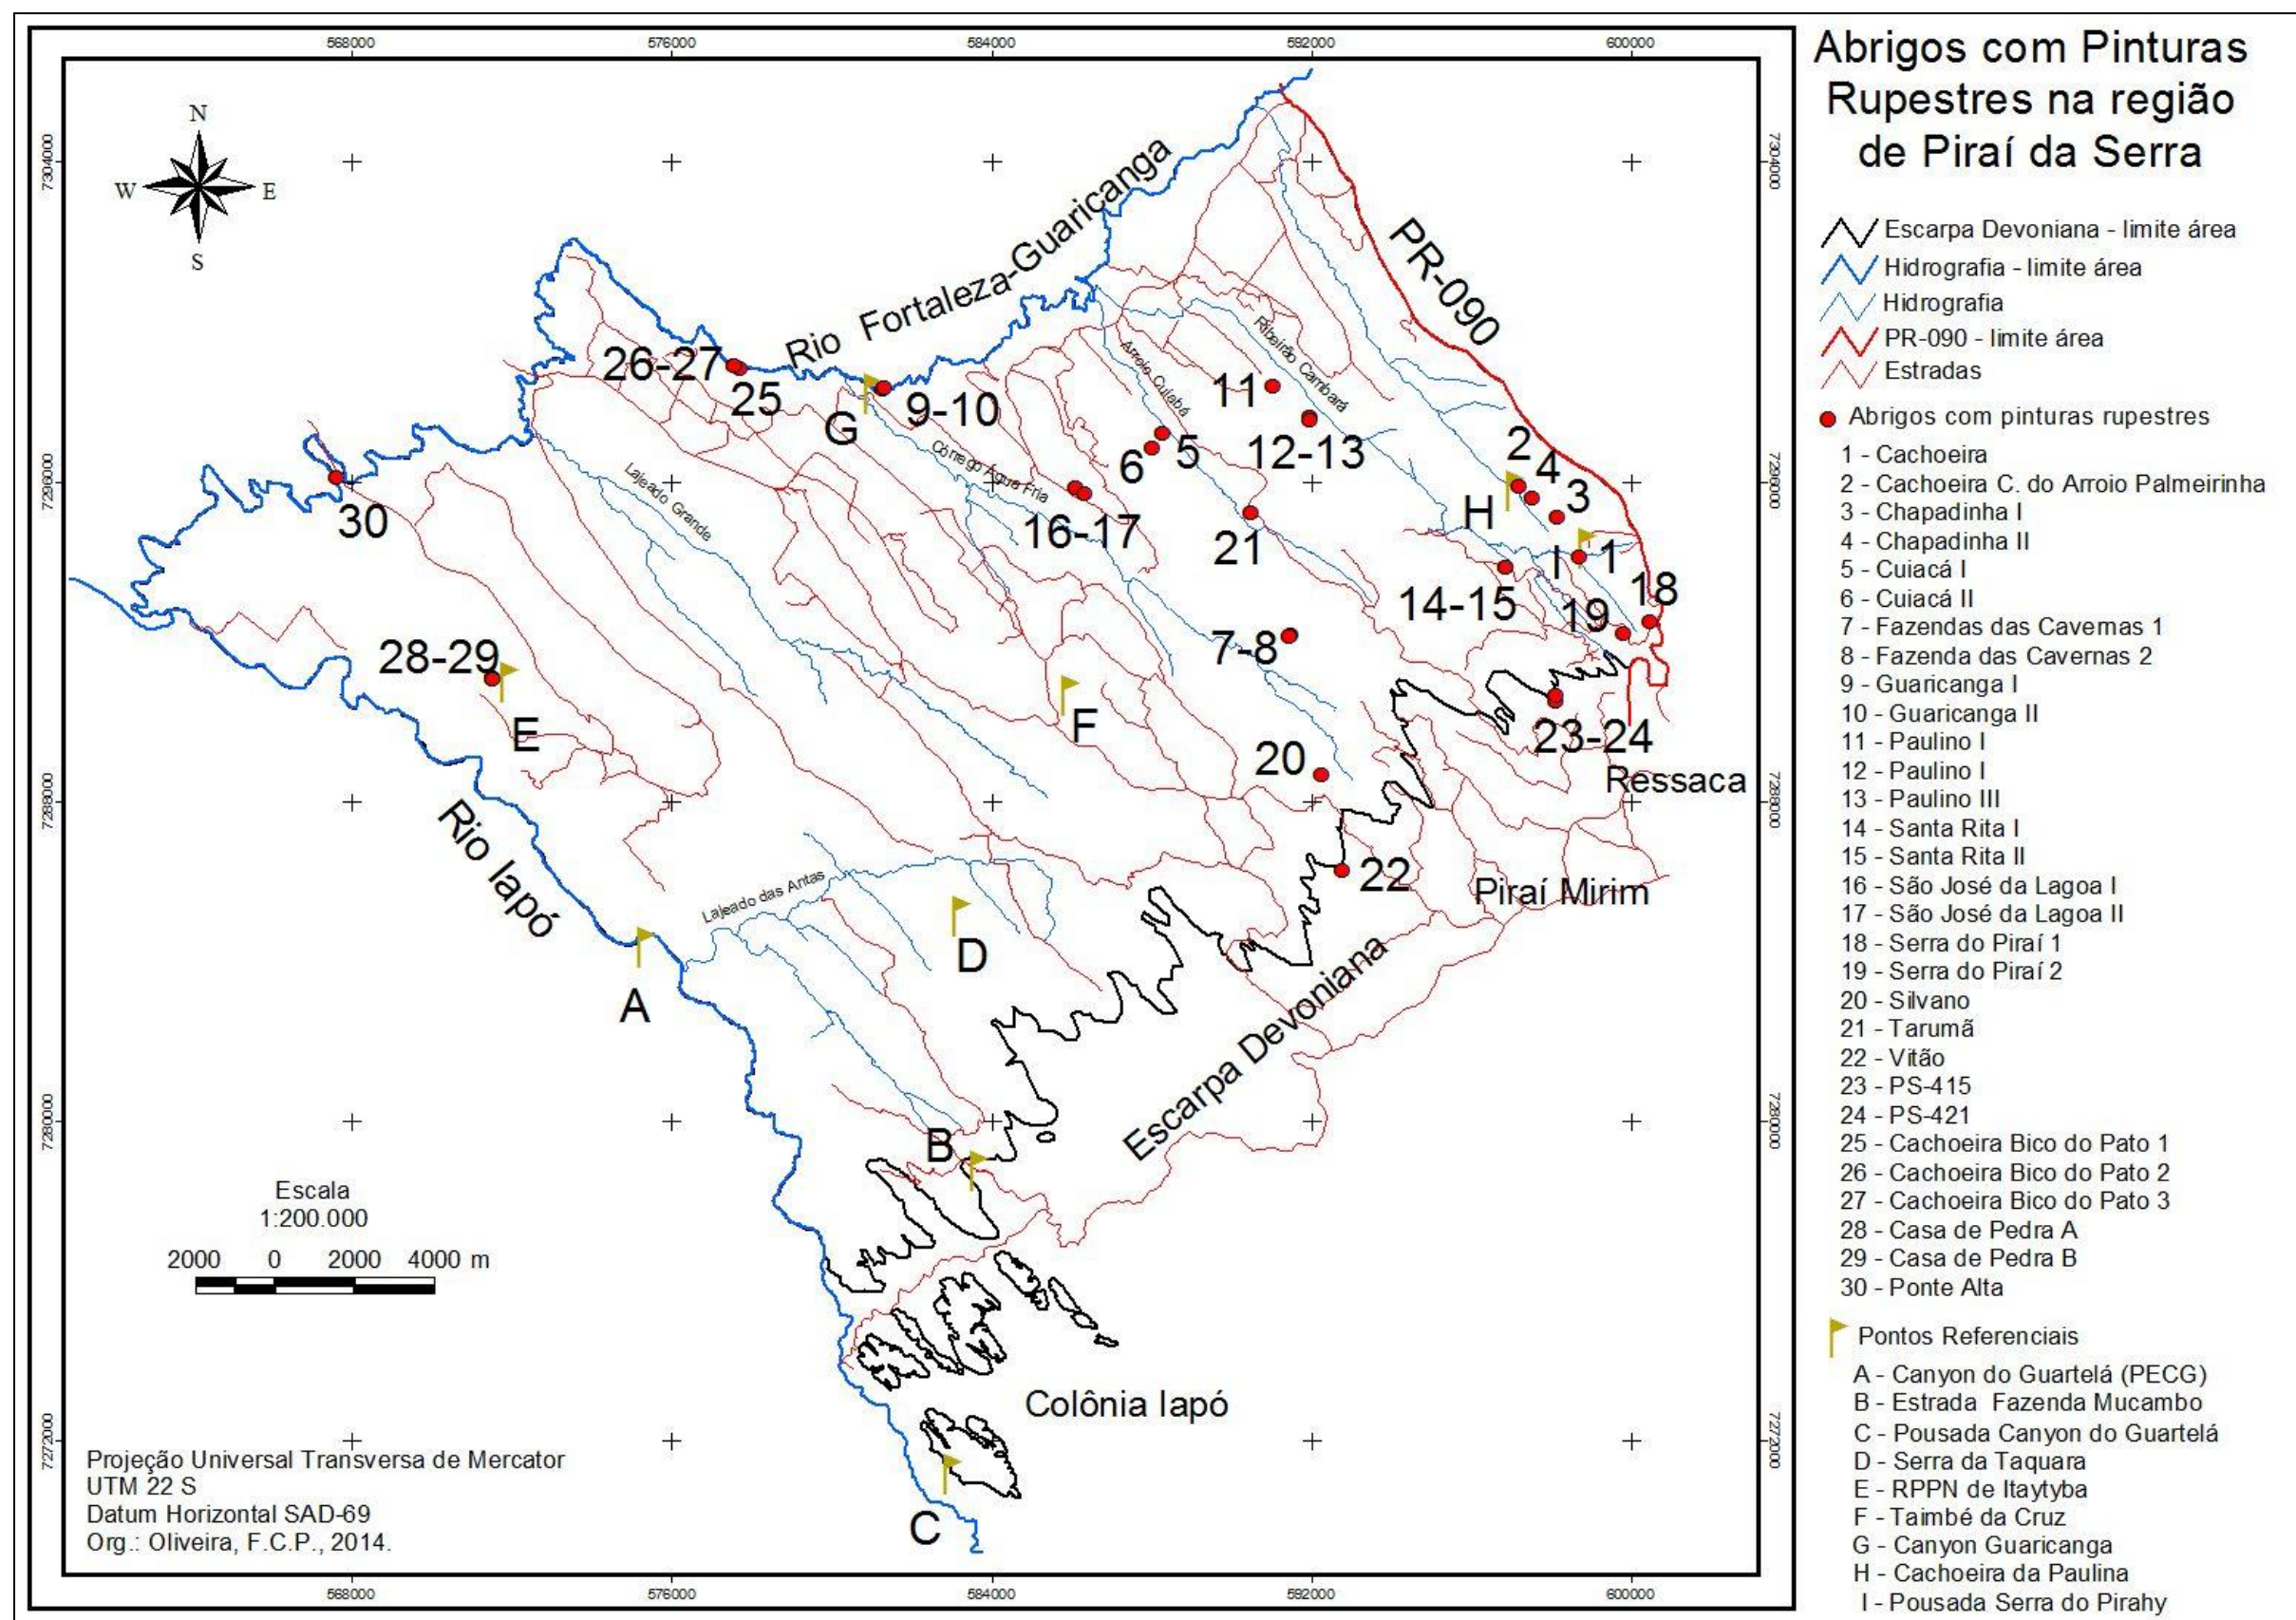 Abrigos com Pinturas
Rupestres na região
de Piraí da Serra
Escarpa Devoniana - limite área
Hidrografia - limite área
Hidrografia
PR-090 - limite área
Estradas
Abrigos com pinturas rupestres
1 - Cachoeira
2 - Cachoeira C. do Arroio Palmeirinha
3 - Chapadinha I
4 - Chapadinha II
5 - Cuiacá I
6 - Cuiacá II
7 - Fazendas das Cavernas 1
8 - Fazenda das Cavernas 2
9 - Guaricanga I
10 - Guaricanga II
11 - Paulino I
12 - Paulino I
13 - Paulino III
14 - Santa Rita I
15 - Santa Rita II
16 - São José da Lagoa I
17 - São José da Lagoa II
18 - Serra do Piraí 1
19 - Serra do Piraí 2
20 - Silvano
21 - Tarumã
22 - Vitão
23 - PS-415
24 - PS-421
25 - Cachoeira Bico do Pato 1
26 - Cachoeira Bico do Pato 2
27 - Cachoeira Bico do Pato 3
28 - Casa de Pedra A
29 - Casa de Pedra B
30 - Ponte Alta
Pontos Referenciais
A - Canyon do Guartelá (PECG)
B - Estrada Fazenda Mucambo
C - Pousada Canyon do Guartelá
D - Serra da Taquara
E - RPPN de Itaytyba
F - Taimbé da Cruz
G - Canyon Guaricanga
H - Cachoeira da Paulina
I - Pousada Serra do Pirahy
568000
576000
584000
592000
600000
7304000
7304000
7296000
7296000
7288000
7288000
7280000
7280000
7272000
7272000
568000
576000
584000
592000
600000
N
W
E
S
Rio Fortaleza-Guaricanga
PR-090
Ribeirão Cambará
Arroio Cuiabá
26-27
25
G
9-10
11
12-13
6
5
2
4
3
H
Córrego Água Fria
Lajeado Grande
30
16-17
21
I
1
18
14-15
19
28-29
7-8
E
F
23-24
20
Ressaca
Rio Iapó
22
Piraí Mirim
Lajeado das Antas
D
A
Escarpa Devoniana
B
Escala
1:200.000
2000
0
2000
4000 m
Colônia Iapó
C
Projeção Universal Transversa de Mercator
UTM 22 S
Datum Horizontal SAD-69
Org.: Oliveira, F.C.P., 2014.